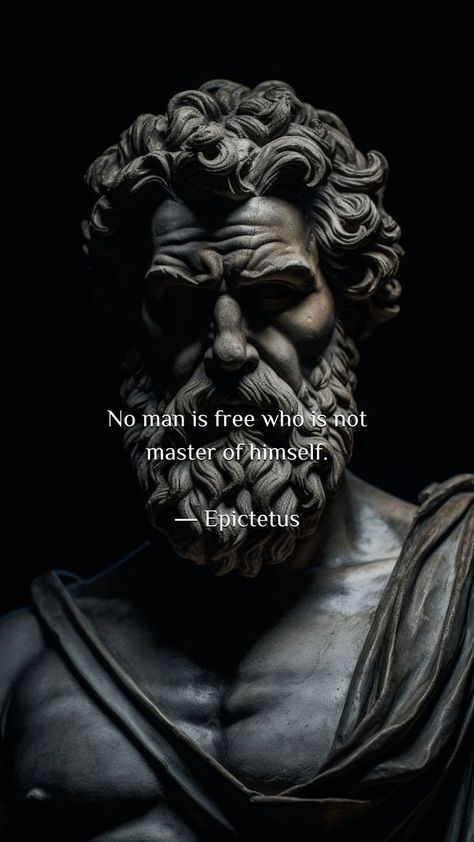 No man is free who is not
master of himself.
— Epictetus